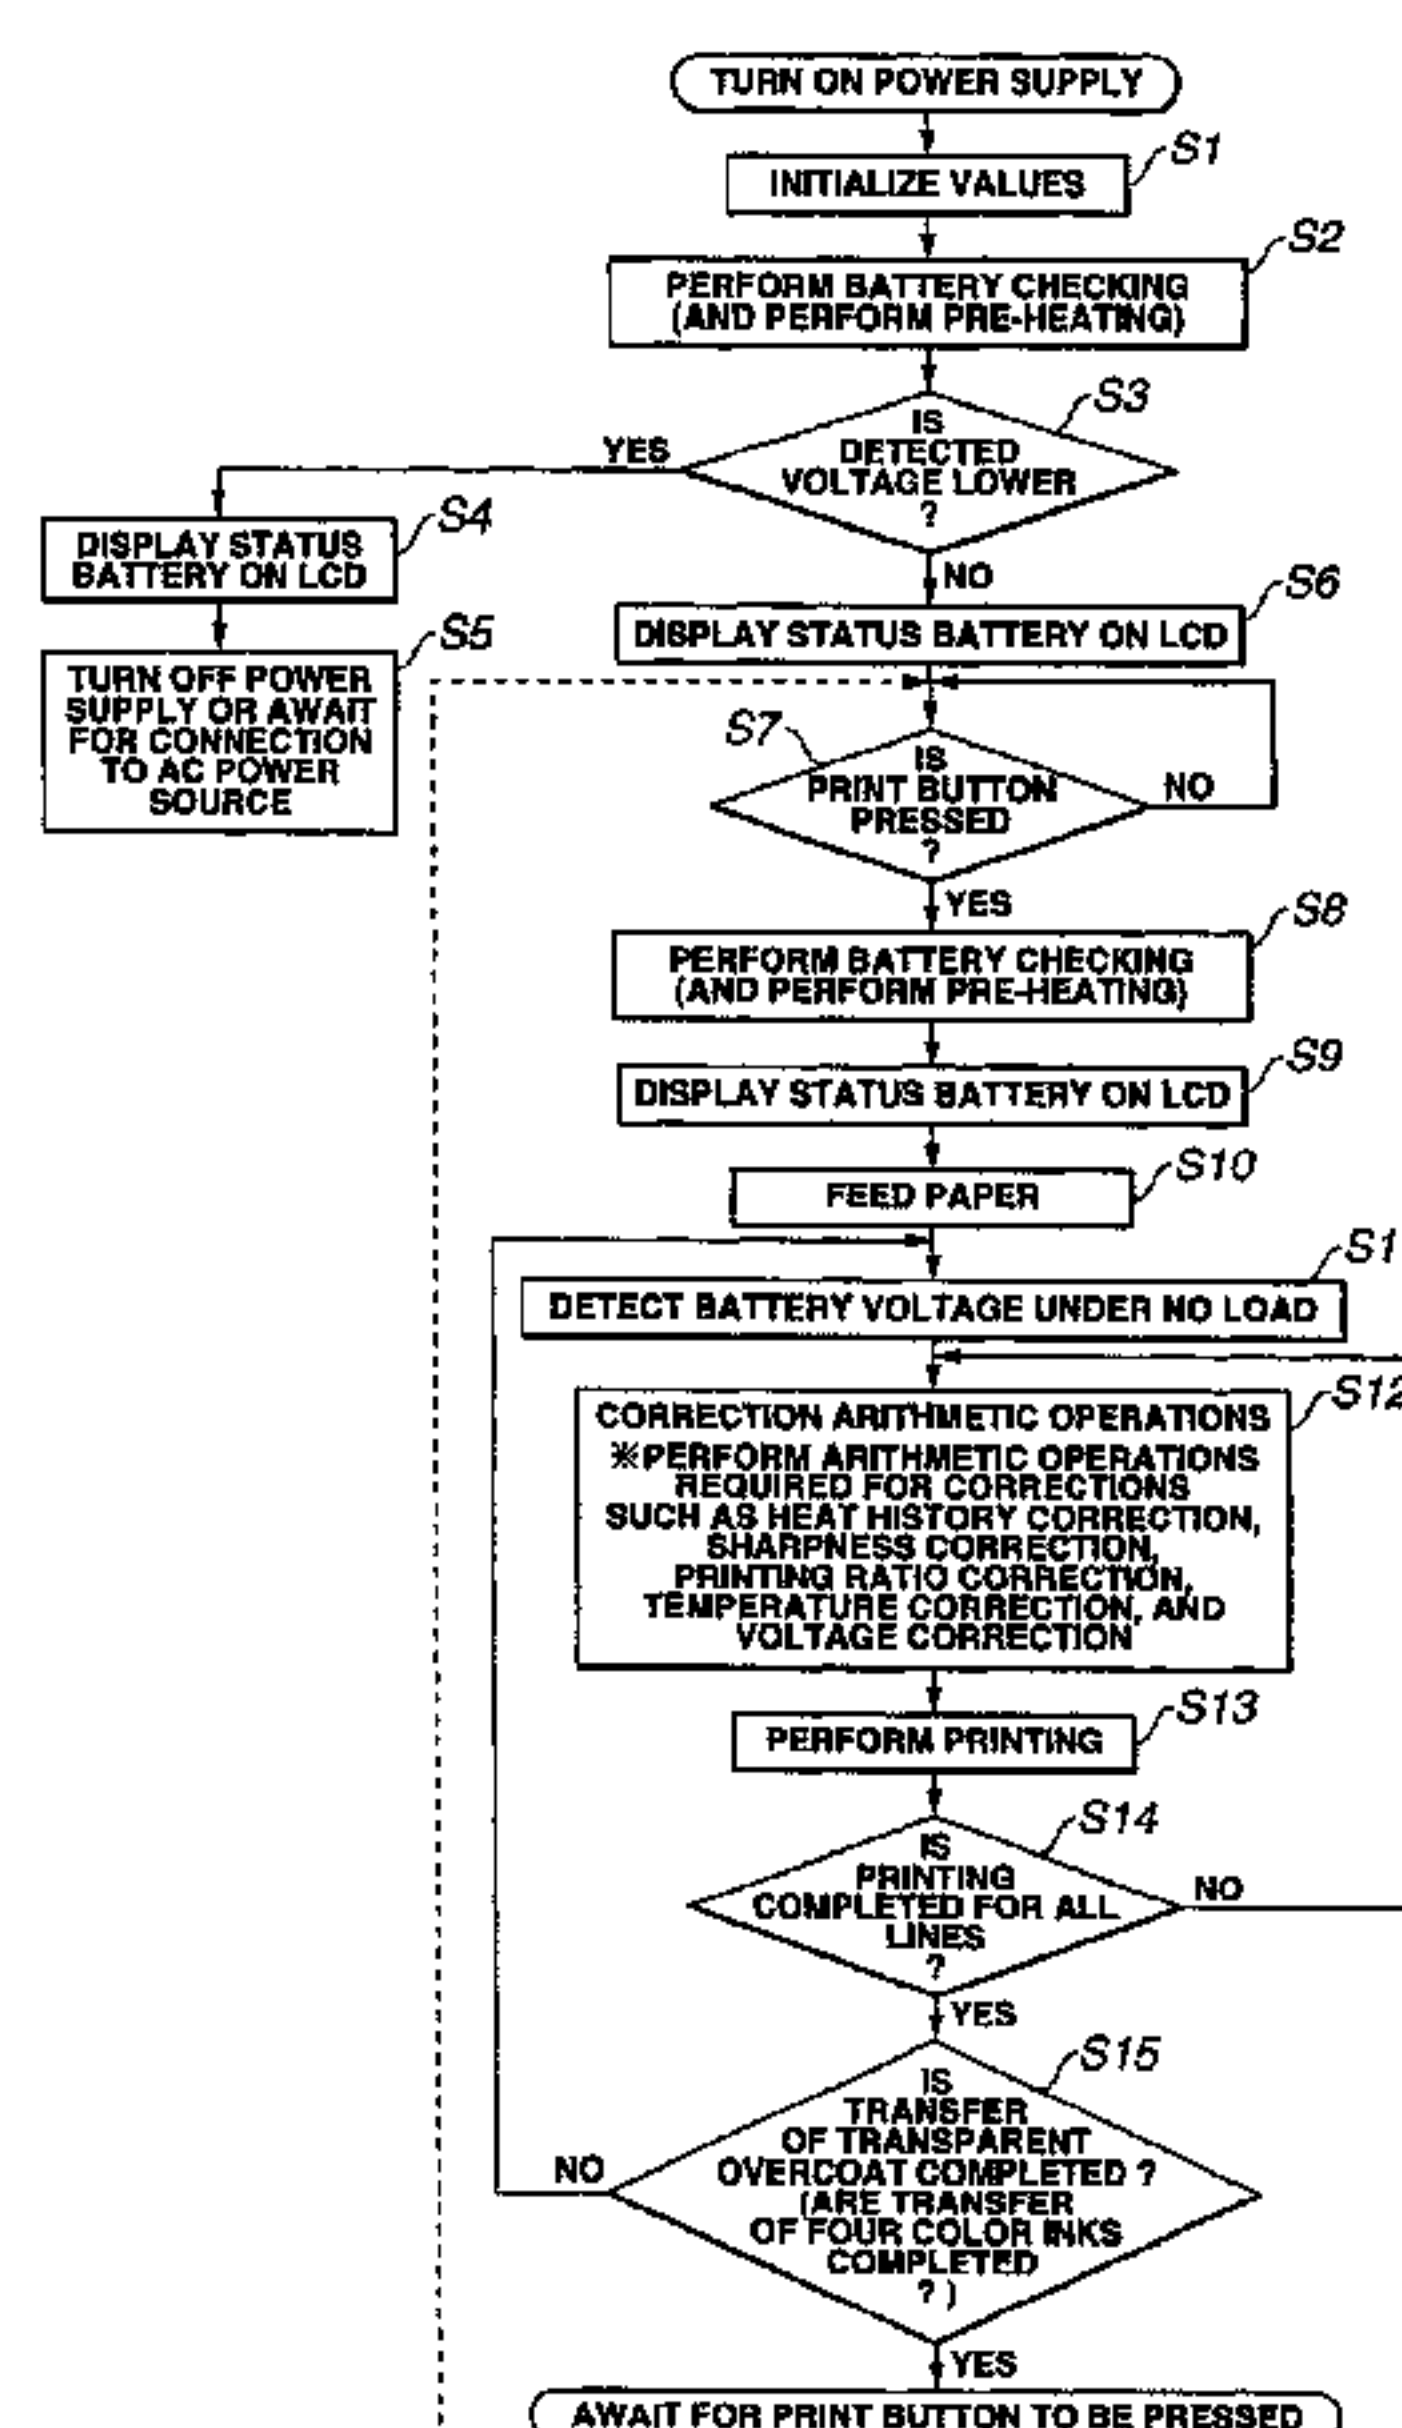 TURN ON POWER SUPPLY
S1
INITIALIZE VALUES
S2
PERFORM BATTERY CHECKING
(AND PERFORM PRE-HEATING)
S3
IS
DETECTED
VOLTAGE LOWER
?
YES
S4
DISPLAY STATUS
BATTERY ON LCD
NO
S5
TURN OFF POWER
SUPPLY OR AWAIT
FOR CONNECTION
TO AC POWER
SOURCE
S6
DISPLAY STATUS BATTERY ON LCD
S7
IS
PRINT BUTTON
PRESSED
?
NO
YES
S8
PERFORM BATTERY CHECKING
(AND PERFORM PRE-HEATING)
S9
DISPLAY STATUS BATTERY ON LCD
S10
FEED PAPER
S1
DETECT BATTERY VOLTAGE UNDER NO LOAD
S12
CORRECTION ARITHMETIC OPERATIONS
※PERFORM ARITHMETIC OPERATIONS
REQUIRED FOR CORRECTIONS
SUCH AS HEAT HISTORY CORRECTION,
SHARPNESS CORRECTION,
PRINTING RATIO CORRECTION,
TEMPERATURE CORRECTION, AND
VOLTAGE CORRECTION
S13
PERFORM PRINTING
S14
IS
PRINTING
COMPLETED FOR ALL
LINES
?
NO
YES
S15
IS
TRANSFER
OF TRANSPARENT
OVERCOAT COMPLETED ?
(ARE TRANSFER
OF FOUR COLOR INKS
COMPLETED
? )
NO
YES
AWAIT FOR PRINT BUTTON TO BE PRESSED